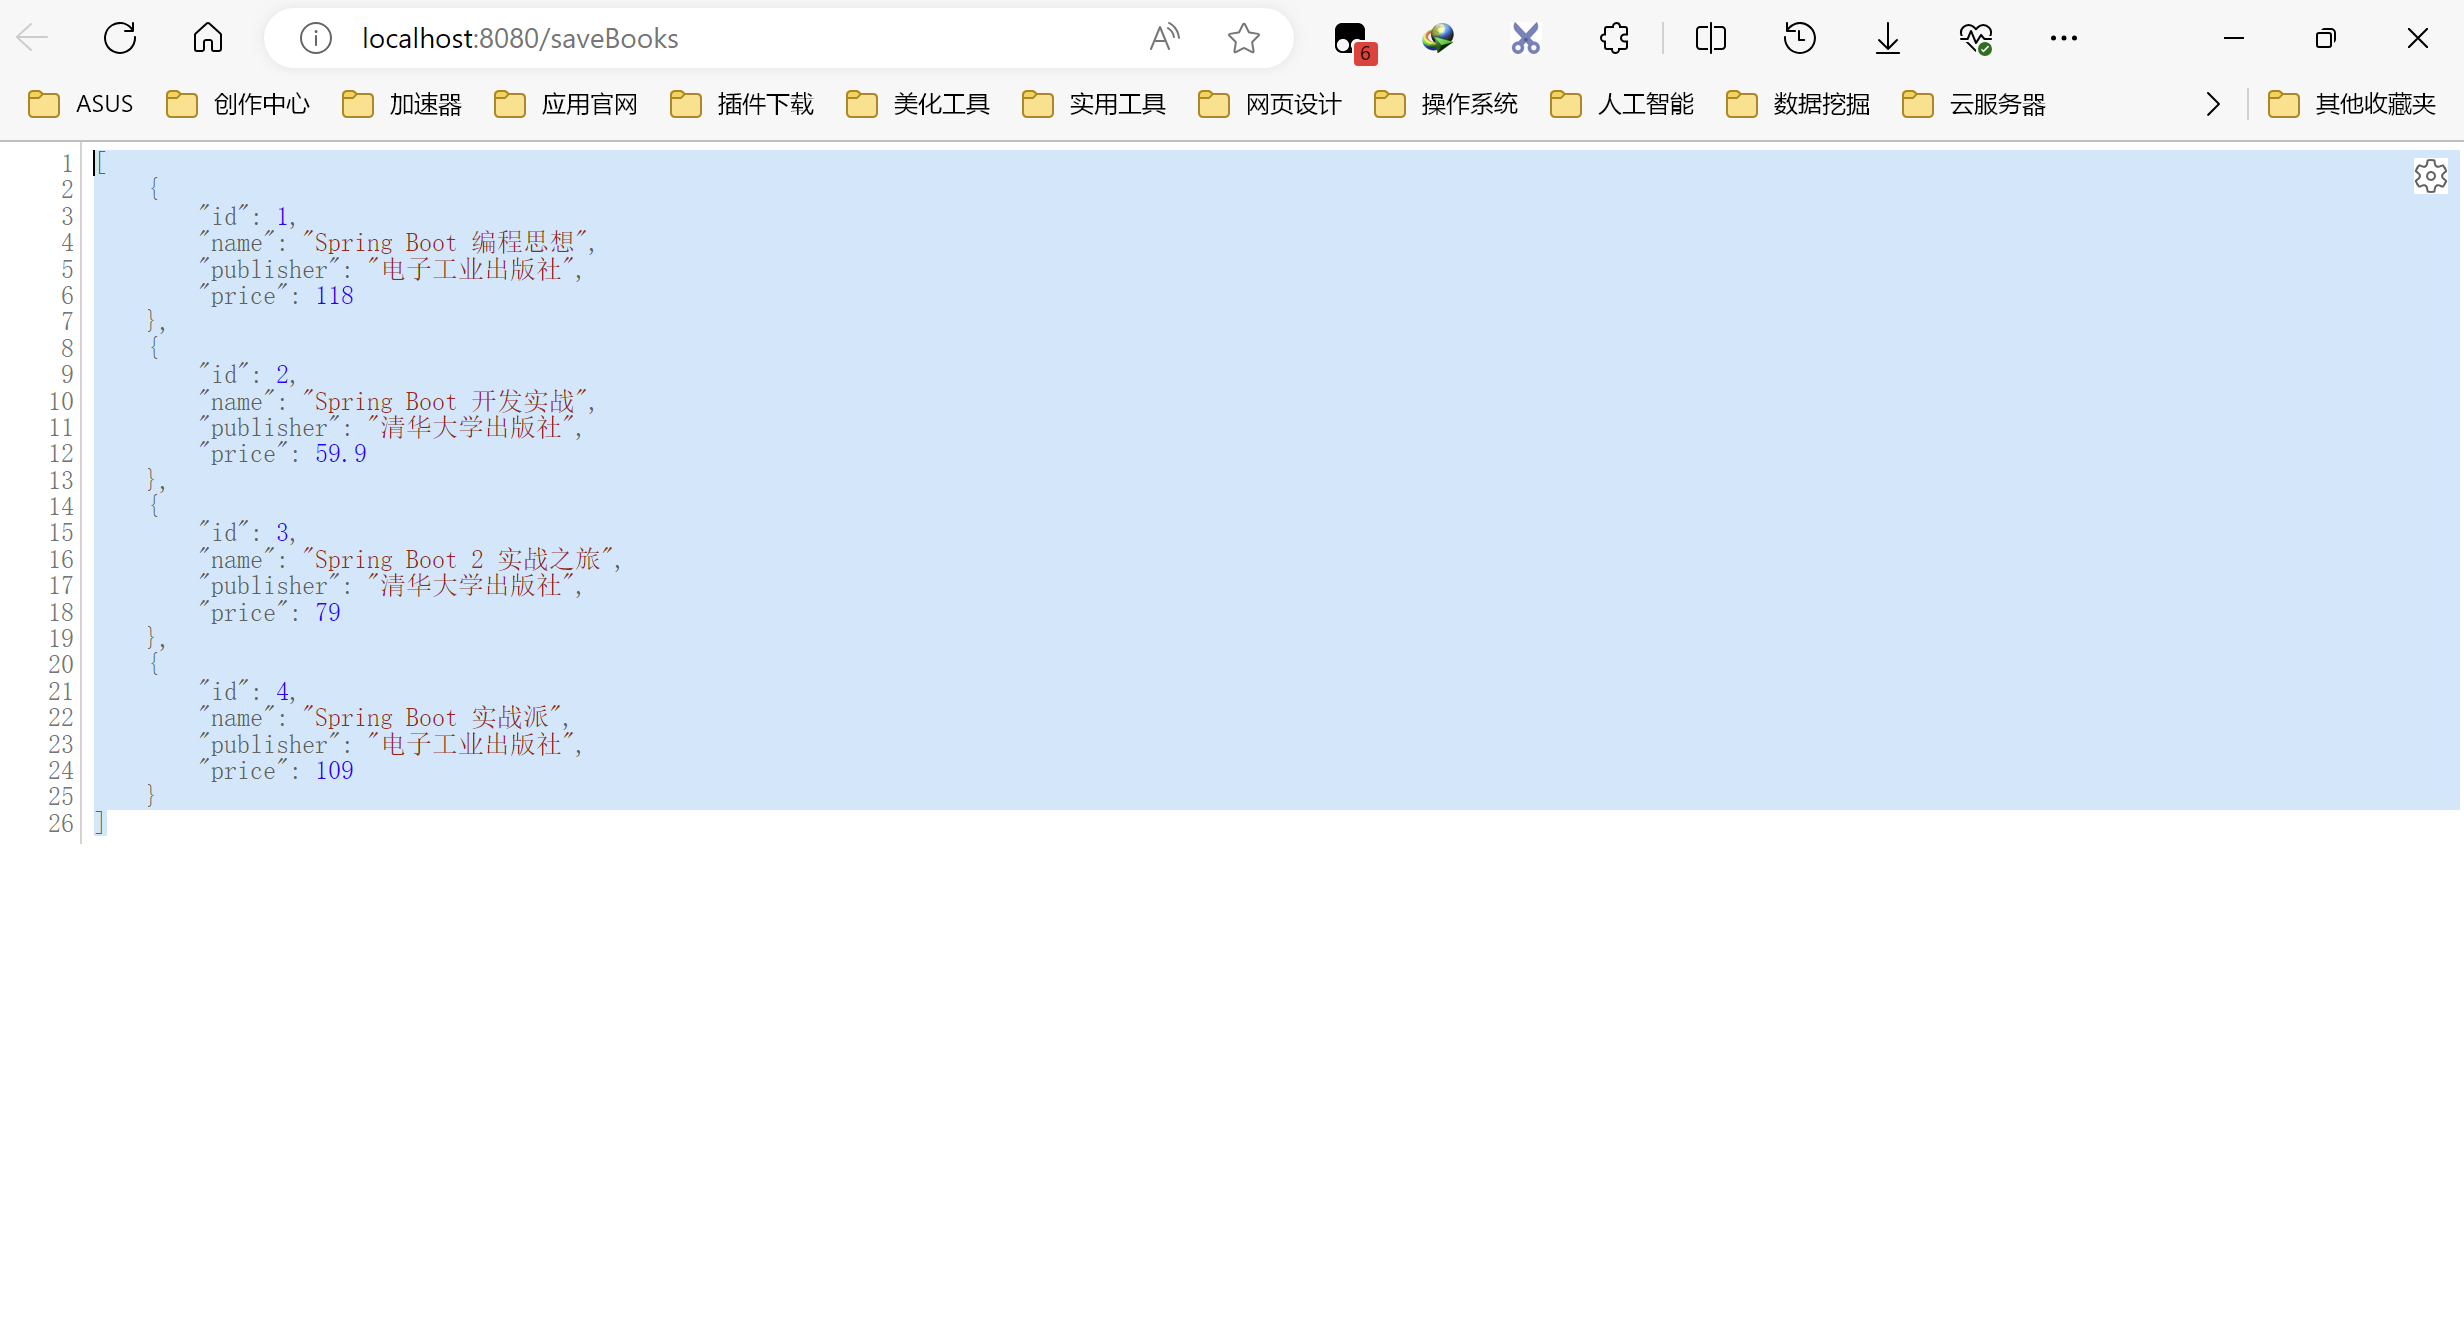 localhost:8080/saveBooks
6
ASUS 创作中心 加速器 应用官网 插件下载 美化工具 实用工具 网页设计 操作系统 人工智能 数据挖掘 云服务器 其他收藏夹
1 [
2 {
3 "id": 1,
4 "name": "Spring Boot 编程思想",
5 "publisher": "电子工业出版社",
6 "price": 118
7 },
8 {
9 "id": 2,
10 "name": "Spring Boot 开发实战",
11 "publisher": "清华大学出版社",
12 "price": 59.9
13 },
14 {
15 "id": 3,
16 "name": "Spring Boot 2 实战之旅",
17 "publisher": "清华大学出版社",
18 "price": 79
19 },
20 {
21 "id": 4,
22 "name": "Spring Boot 实战派",
23 "publisher": "电子工业出版社",
24 "price": 109
25 }
26 ]